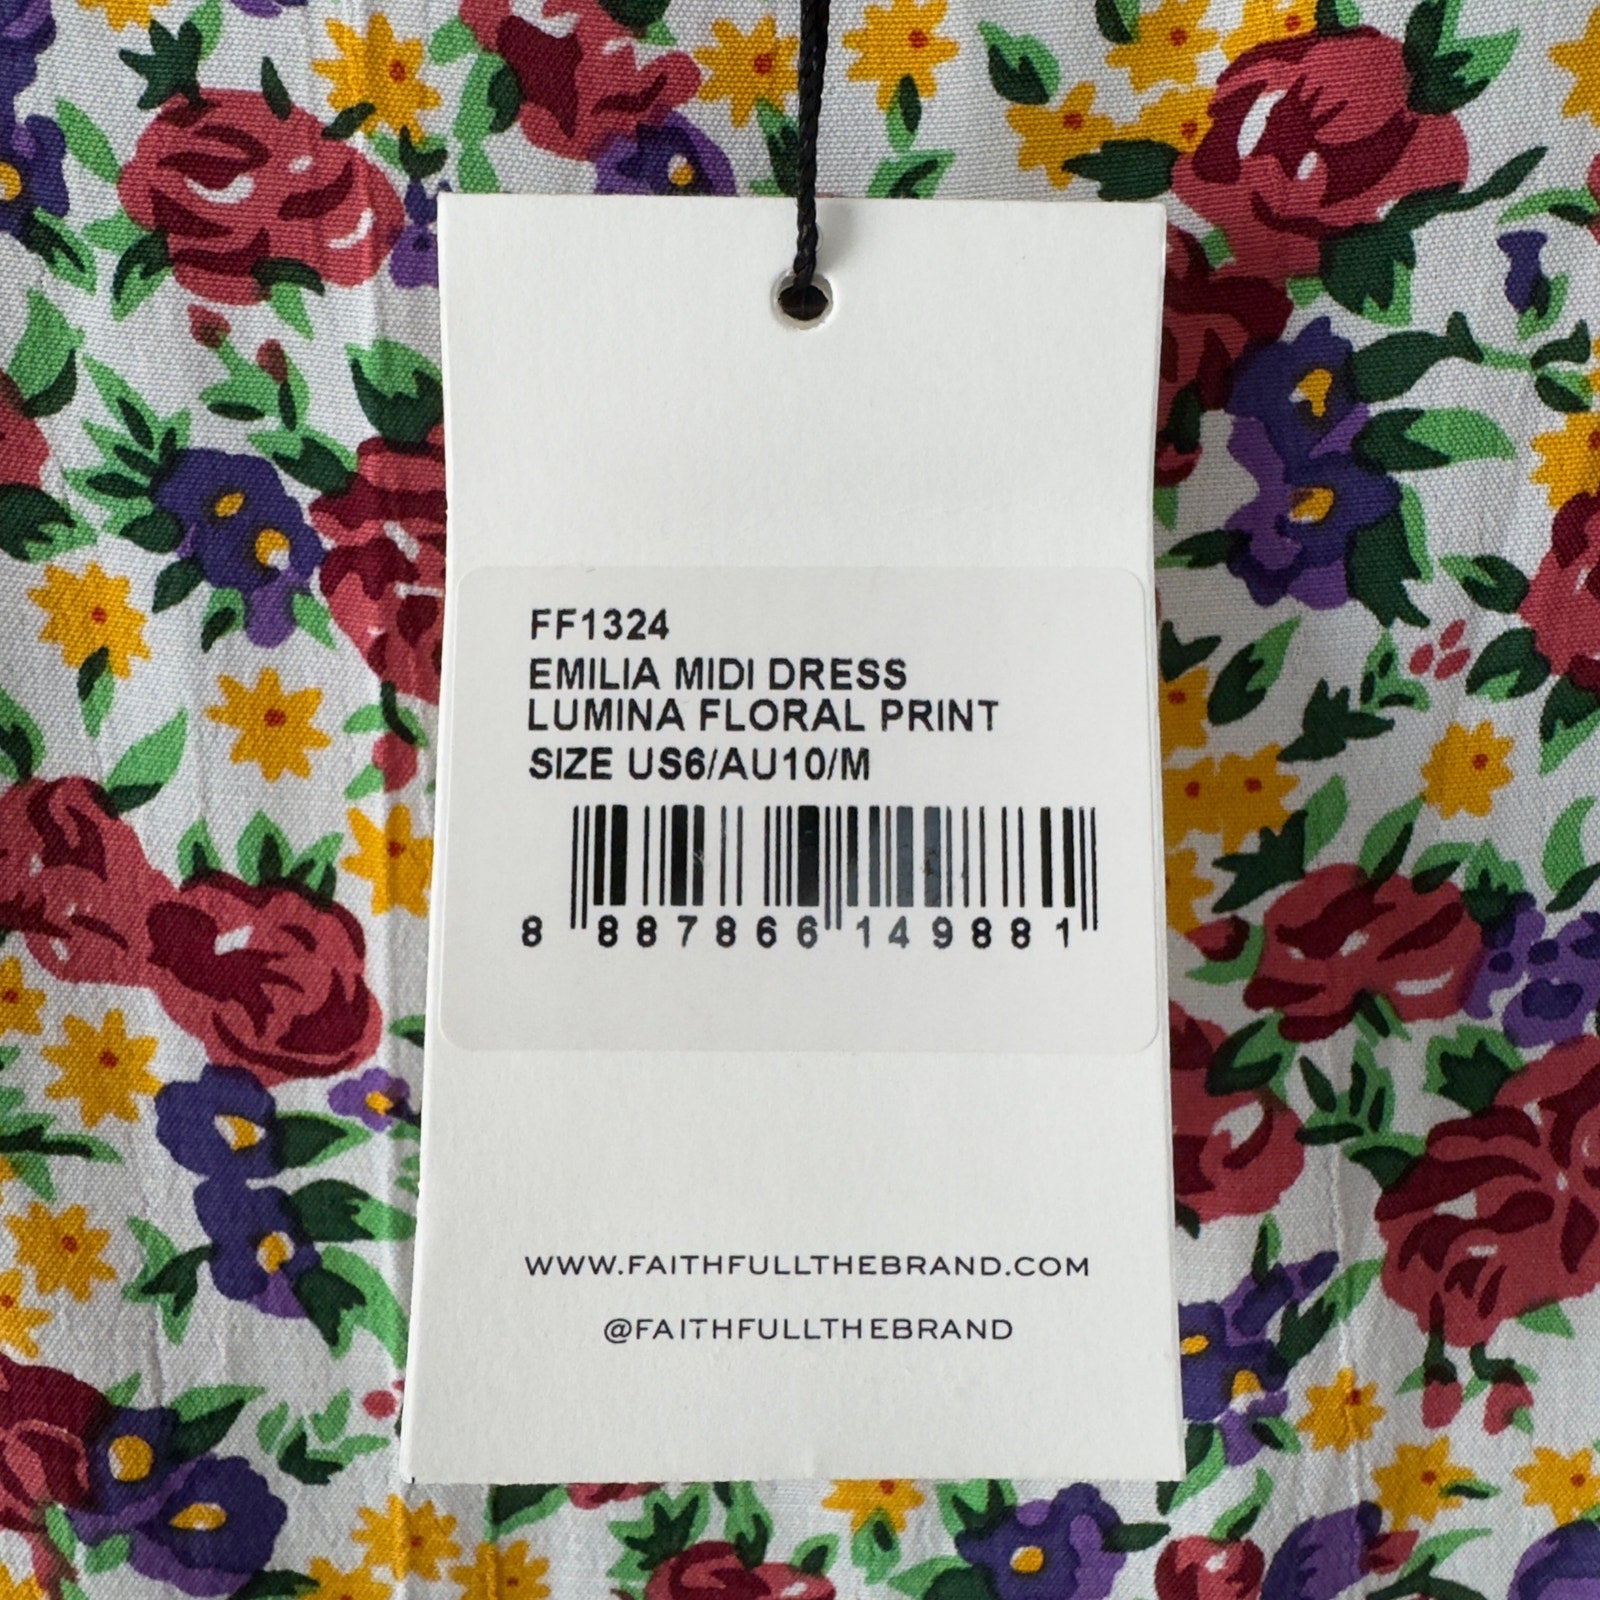 FF1324
EMILIA MIDI DRESS
LUMINA FLORAL PRINT
SIZE US6/AU10/M
8 887866 149881
WWW.FAITHFULLTHEBRAND.COM
@FAITHFULLTHEBRAND